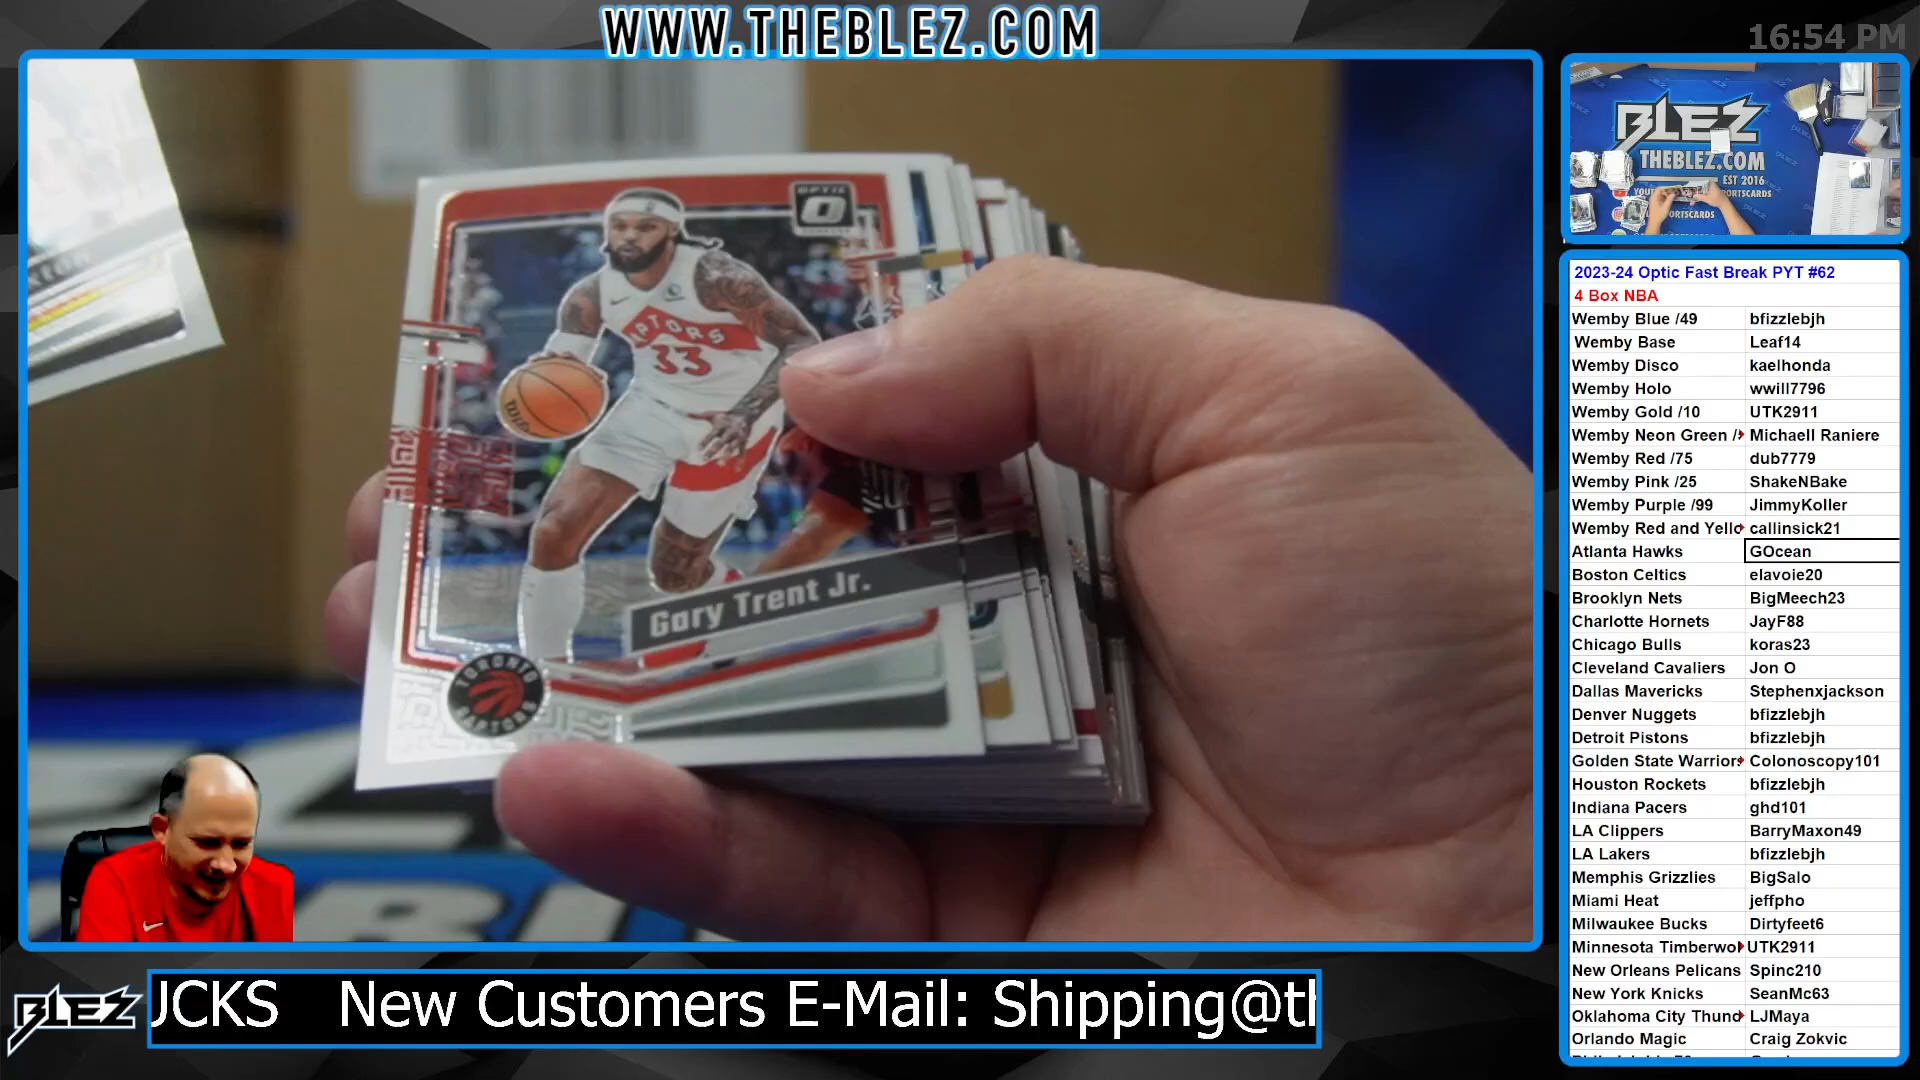 WWW.THEBLEZ.COM
16:54 PM
OPTIC
RAPTORS
33
Gary Trent Jr.
TORONTO
RAPTORS
BLEZ
THEBLEZ.COM
EST 2016
2023-24 Optic Fast Break PYT #62
4 Box NBA
Wemby Blue /49 bfizzlebjh
Wemby Base Leaf14
Wemby Disco kaelhonda
Wemby Holo wwill7796
Wemby Gold /10 UTK2911
Wemby Neon Green / Michaell Raniere
Wemby Red /75 dub7779
Wemby Pink /25 ShakeNBake
Wemby Purple /99 JimmyKoller
Wemby Red and Yello callinsick21
Atlanta Hawks GOcean
Boston Celtics elavoie20
Brooklyn Nets BigMeech23
Charlotte Hornets JayF88
Chicago Bulls koras23
Cleveland Cavaliers Jon O
Dallas Mavericks Stephenxjackson
Denver Nuggets bfizzlebjh
Detroit Pistons bfizzlebjh
Golden State Warriors Colonoscopy101
Houston Rockets bfizzlebjh
Indiana Pacers ghd101
LA Clippers BarryMaxon49
LA Lakers bfizzlebjh
Memphis Grizzlies BigSalo
Miami Heat jeffpho
Milwaukee Bucks Dirtyfeet6
Minnesota Timberwol UTK2911
New Orleans Pelicans Spinc210
New York Knicks SeanMc63
Oklahoma City Thund LJMaya
Orlando Magic Craig Zokvic
BLEZ
JCKS New Customers E-Mail: Shipping@th